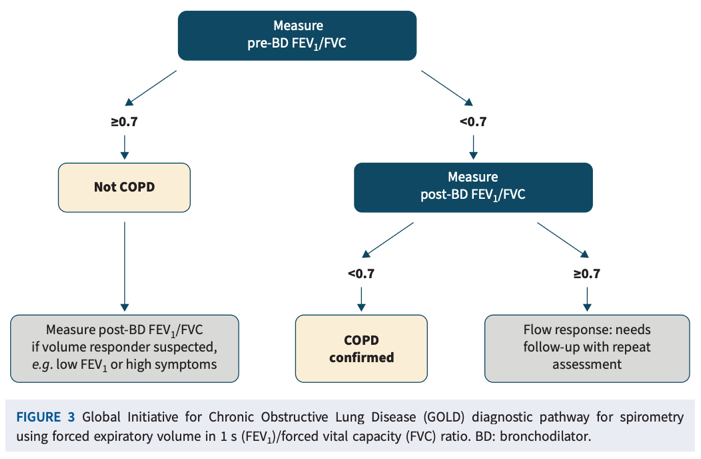 Measure
pre-BD FEV₁/FVC
≥0.7
<0.7
Not COPD
Measure
post-BD FEV₁/FVC
<0.7
≥0.7
Measure post-BD FEV₁/FVC
if volume responder suspected,
e.g. low FEV₁ or high symptoms
COPD
confirmed
Flow response: needs
follow-up with repeat
assessment
FIGURE 3 Global Initiative for Chronic Obstructive Lung Disease (GOLD) diagnostic pathway for spirometry
using forced expiratory volume in 1 s (FEV₁)/forced vital capacity (FVC) ratio. BD: bronchodilator.